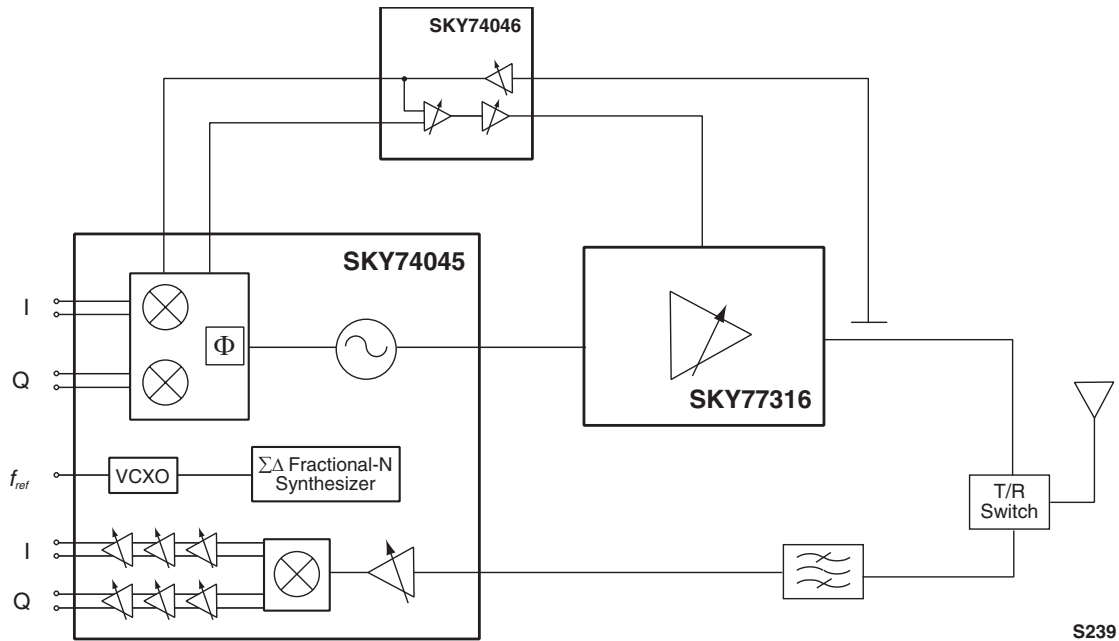 SKY74046
SKY74045
I
Φ
Q
SKY77316
f_ref
VCXO
ΣΔ Fractional-N
Synthesizer
T/R
Switch
I
Q
S239